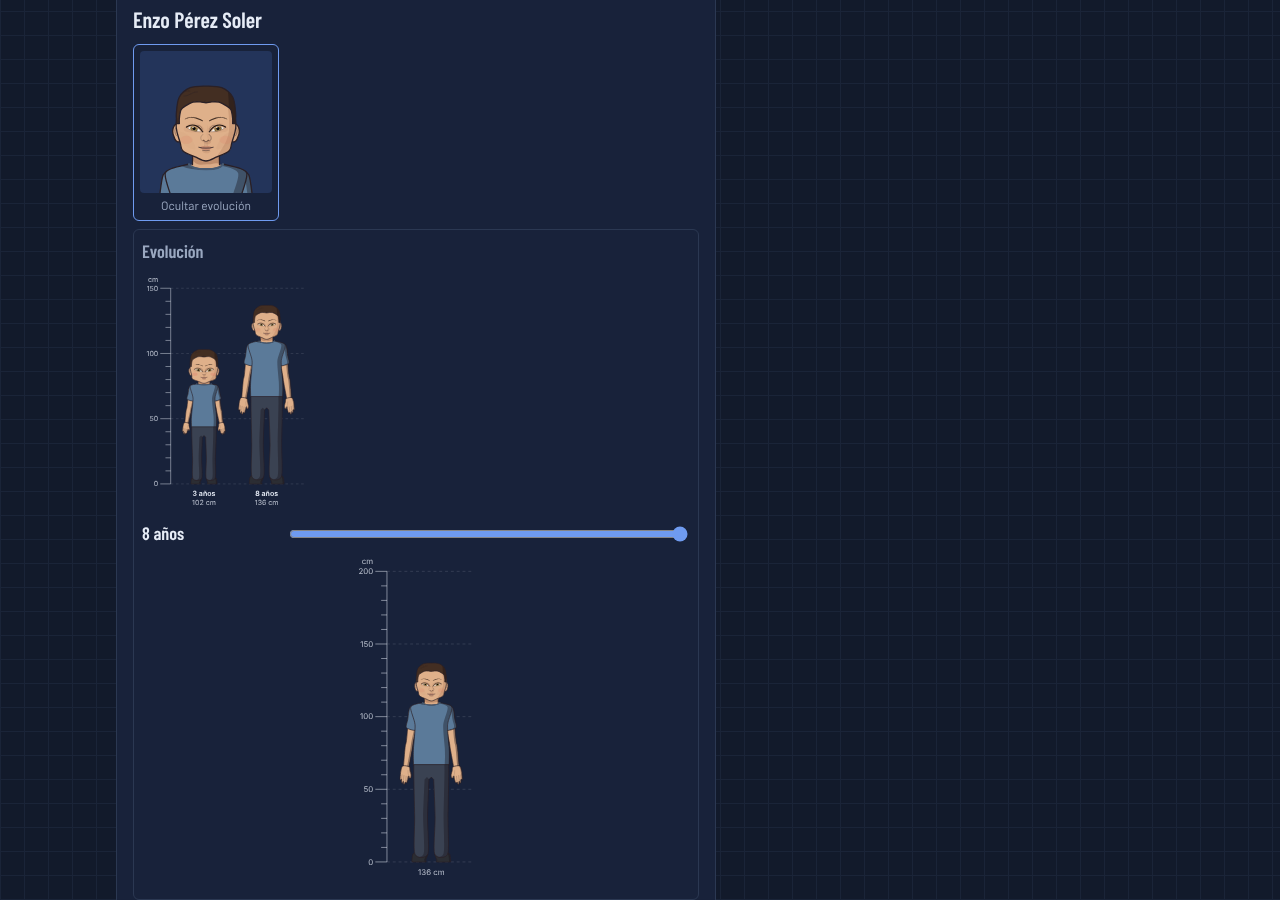 Enzo Pérez Soler
Ocultar evolución
Evolución
cm
150
100
50
0
3 años
102 cm
8 años
136 cm
8 años
cm
200
150
100
50
0
136 cm